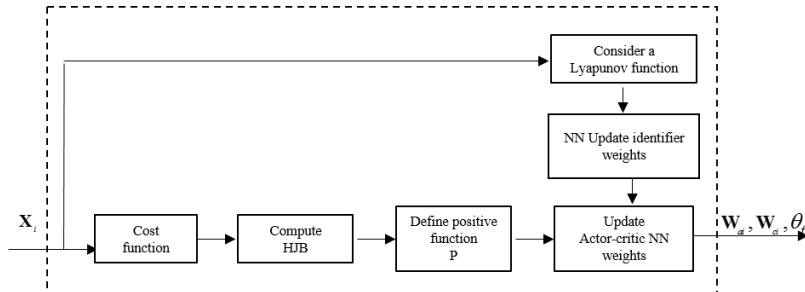 Consider a
Lyapunov function
NN Update identifier
weights
X_i
Cost
function
Compute
HJB
Define positive
function
P
Update
Actor-critic NN
weights
W_ai , W_ci ,